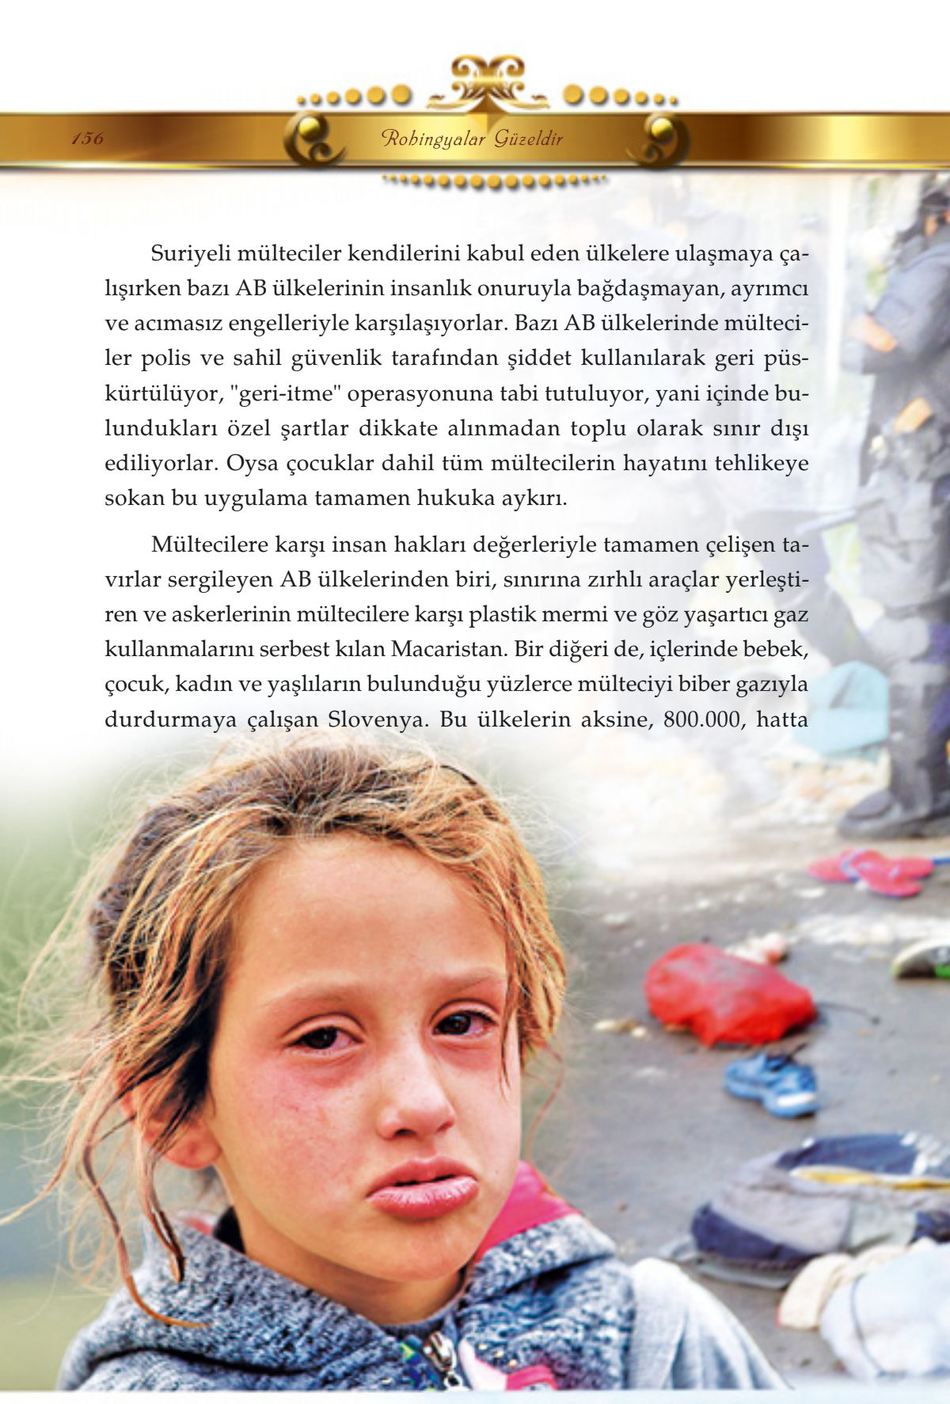 156
Rohingyalar Güzeldir
Suriyeli mülteciler kendilerini kabul eden ülkelere ulaşmaya ça-
lışırken bazı AB ülkelerinin insanlık onuruyla bağdaşmayan, ayrımcı
ve acımasız engelleriyle karşılaşıyorlar. Bazı AB ülkelerinde mülteci-
ler polis ve sahil güvenlik tarafından şiddet kullanılarak geri püs-
kürtülüyor, "geri-itme" operasyonuna tabi tutuluyor, yani içinde bu-
lundukları özel şartlar dikkate alınmadan toplu olarak sınır dışı
ediliyorlar. Oysa çocuklar dahil tüm mültecilerin hayatını tehlikeye
sokan bu uygulama tamamen hukuka aykırı.
Mültecilere karşı insan hakları değerleriyle tamamen çelişen ta-
vırlar sergileyen AB ülkelerinden biri, sınırına zırhlı araçlar yerleşti-
ren ve askerlerinin mültecilere karşı plastik mermi ve göz yaşartıcı gaz
kullanmalarını serbest kılan Macaristan. Bir diğeri de, içlerinde bebek,
çocuk, kadın ve yaşlıların bulunduğu yüzlerce mülteciyi biber gazıyla
durdurmaya çalışan Slovenya. Bu ülkelerin aksine, 800.000, hatta